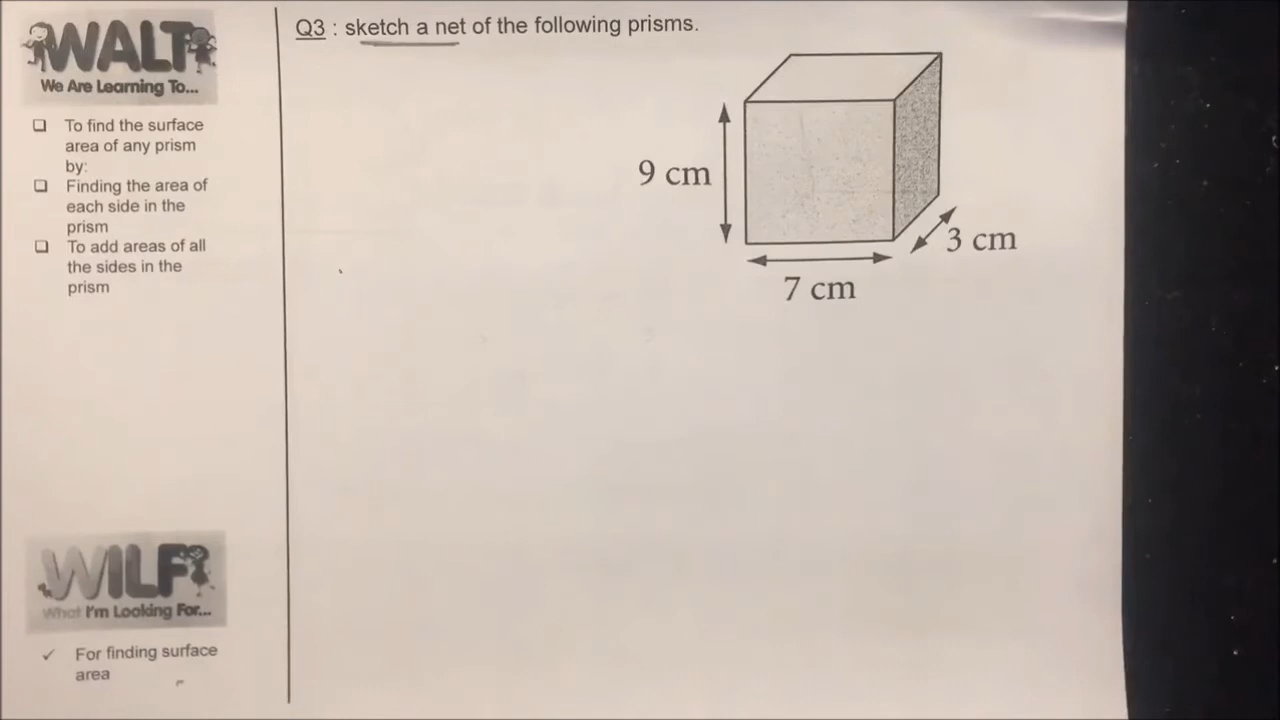 WALT
We Are Learning To...
❑ To find the surface
area of any prism
by:
❑ Finding the area of
each side in the
prism
❑ To add areas of all
the sides in the
prism
WILF
What I'm Looking For...
✓ For finding surface
area
Q3 : sketch a net of the following prisms.
9 cm
3 cm
7 cm